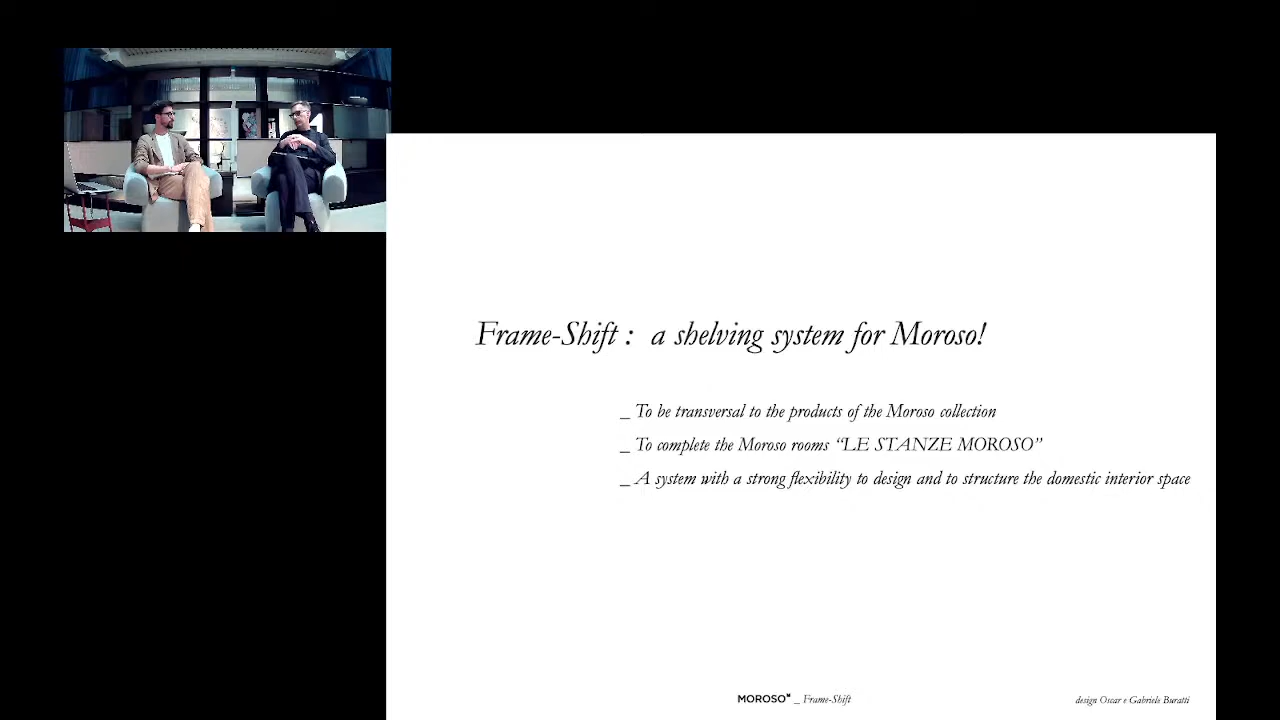 Frame-Shift : a shelving system for Moroso!
_ To be transversal to the products of the Moroso collection
_ To complete the Moroso rooms “LE STANZE MOROSO”
_ A system with a strong flexibility to design and to structure the domestic interior space
MOROSO _ Frame-Shift
design Oscar e Gabriele Buratti